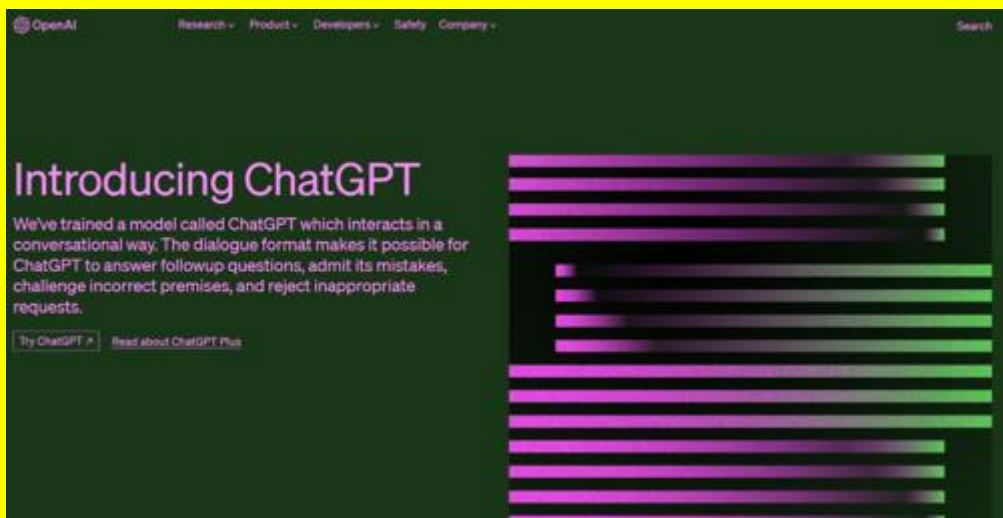 OpenAI Research Product Developers Safety Company Search
Introducing ChatGPT
We've trained a model called ChatGPT which interacts in a
conversational way. The dialogue format makes it possible for
ChatGPT to answer followup questions, admit its mistakes,
challenge incorrect premises, and reject inappropriate
requests.
Try ChatGPT ↗ Read about ChatGPT Plus